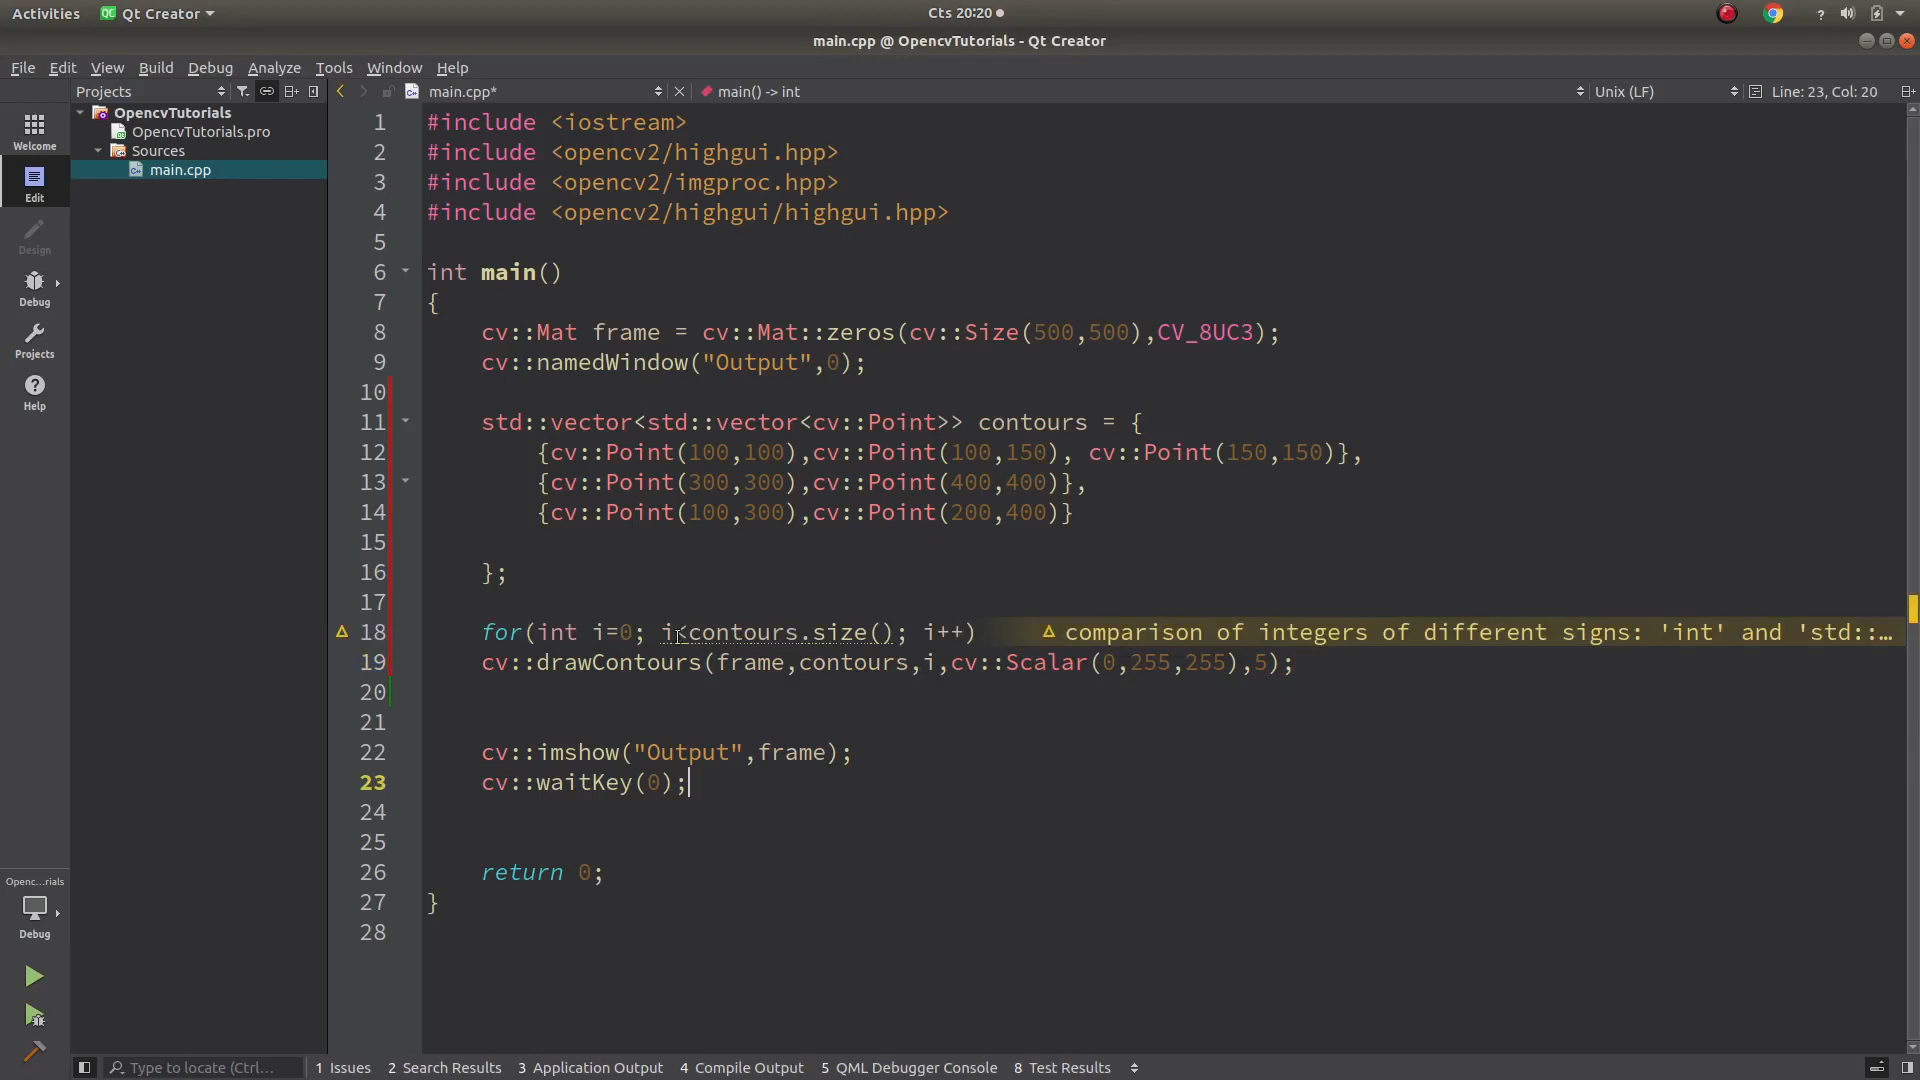 Activities
Qt Creator
Cts 20:20
main.cpp @ OpencvTutorials - Qt Creator
File Edit View Build Debug Analyze Tools Window Help
Projects
main.cpp*
main() -> int
Unix (LF)
Line: 23, Col: 20
OpencvTutorials
OpencvTutorials.pro
Sources
main.cpp
Welcome
Edit
Design
Debug
Projects
Help
Openc...rials
Debug
1 #include <iostream>
2 #include <opencv2/highgui.hpp>
3 #include <opencv2/imgproc.hpp>
4 #include <opencv2/highgui/highgui.hpp>
5
6 int main()
7 {
8 cv::Mat frame = cv::Mat::zeros(cv::Size(500,500),CV_8UC3);
9 cv::namedWindow("Output",0);
10
11 std::vector<std::vector<cv::Point>> contours = {
12 {cv::Point(100,100),cv::Point(100,150), cv::Point(150,150)},
13 {cv::Point(300,300),cv::Point(400,400)},
14 {cv::Point(100,300),cv::Point(200,400)}
15
16 };
17
18 for(int i=0; i<contours.size(); i++) comparison of integers of different signs: 'int' and 'std::…
19 cv::drawContours(frame,contours,i,cv::Scalar(0,255,255),5);
20
21
22 cv::imshow("Output",frame);
23 cv::waitKey(0);
24
25
26 return 0;
27 }
28
Type to locate (Ctrl...
1 Issues 2 Search Results 3 Application Output 4 Compile Output 5 QML Debugger Console 8 Test Results